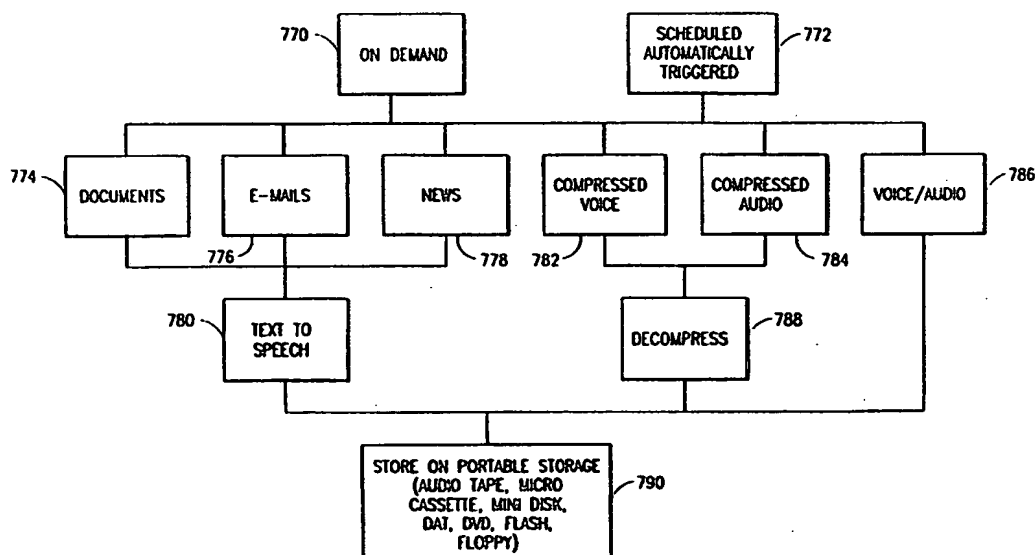 770
ON DEMAND
SCHEDULED
AUTOMATICALLY
TRIGGERED
772
774
DOCUMENTS
E-MAILS
776
NEWS
778
COMPRESSED
VOICE
782
COMPRESSED
AUDIO
784
VOICE/AUDIO
786
780
TEXT TO
SPEECH
DECOMPRESS
788
STORE ON PORTABLE STORAGE
(AUDIO TAPE, MICRO
CASSETTE, MINI DISK,
DAT, DVD, FLASH,
FLOPPY)
790